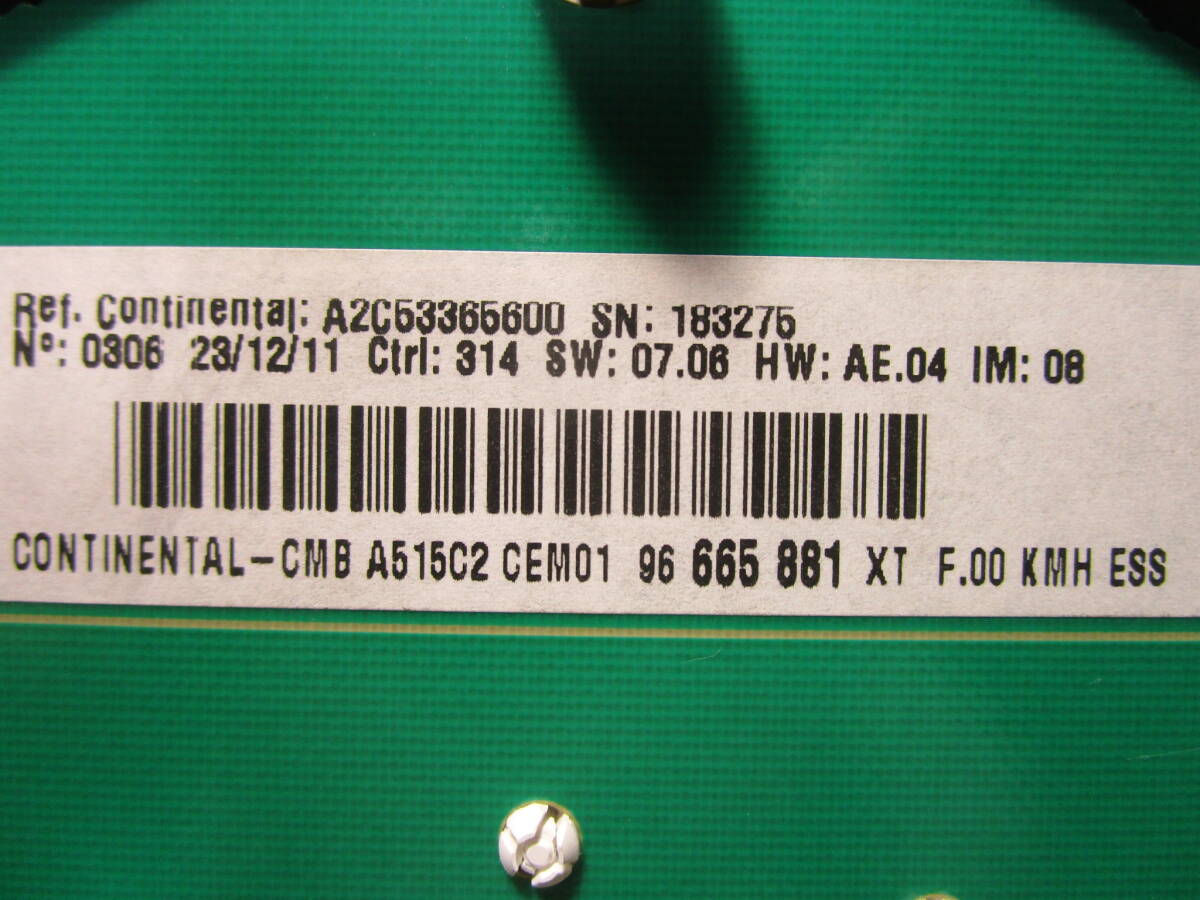 Ref. Continental: A2C53365600 SN: 183275
Nº: 0306 23/12/11 Ctrl: 314 SW: 07.06 HW: AE.04 IM: 08
CONTINENTAL-CMB A515C2 CEM01 96 665 881 XT F.00 KMH ESS